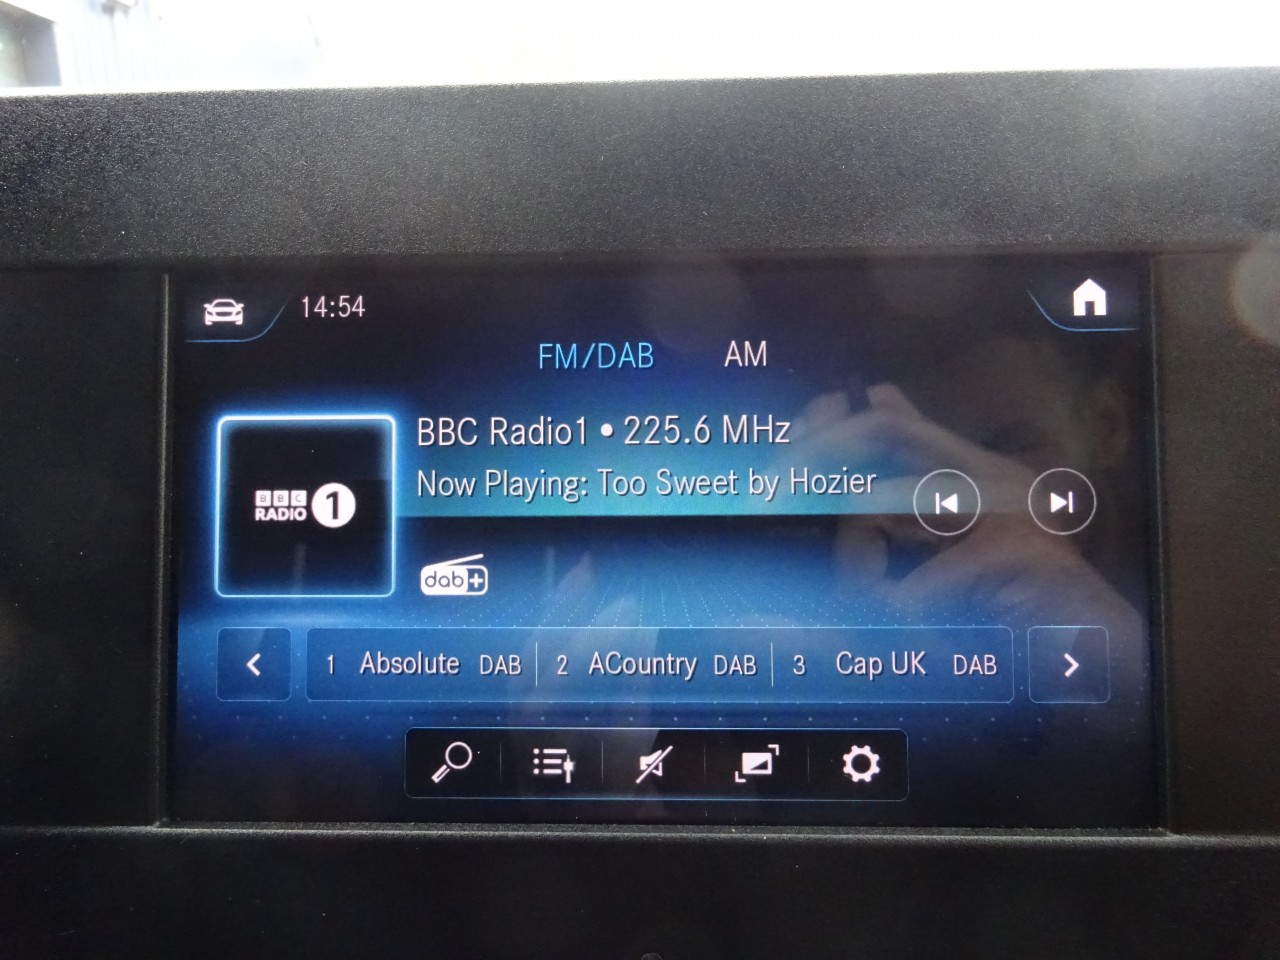 14:54
FM/DAB AM
BBC Radio1 • 225.6 MHz
Now Playing: Too Sweet by Hozier
BBC
RADIO 1
dab+
1 Absolute DAB 2 ACountry DAB 3 Cap UK DAB